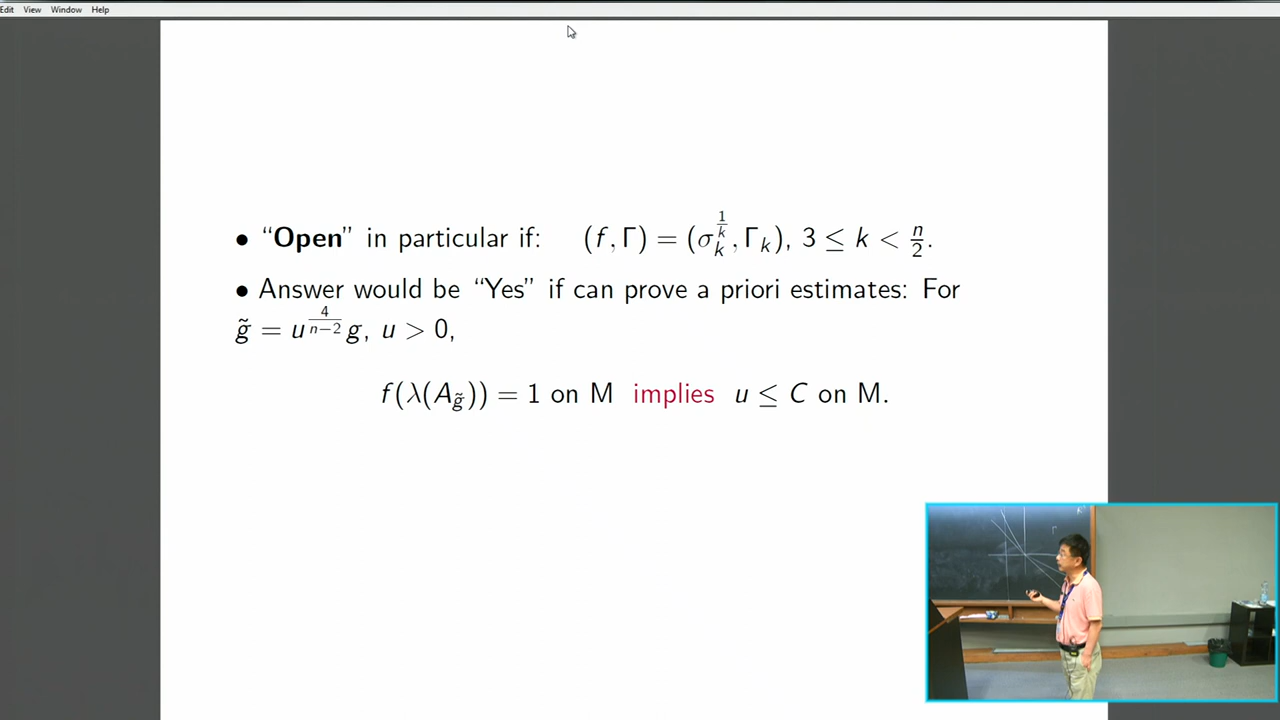 Edit View Window Help
• “Open” in particular if: (f, Γ) = (σ_k^{1/k}, Γ_k), 3 ≤ k < n/2.
• Answer would be “Yes” if can prove a priori estimates: For
g̃ = u^{4/(n−2)} g, u > 0,
f(λ(A_g̃)) = 1 on M implies u ≤ C on M.
Γ